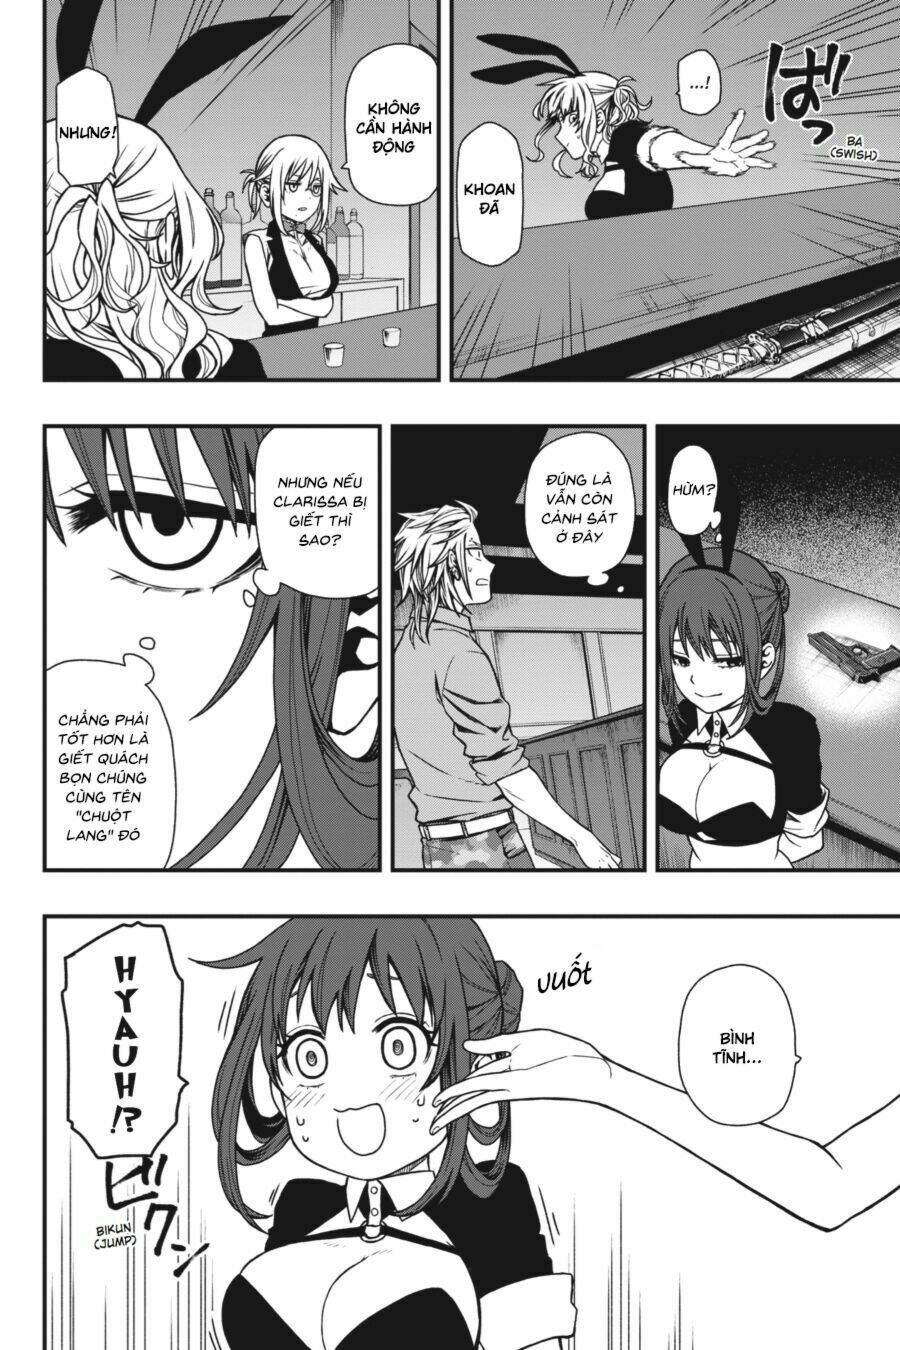 ...!
ばっ
BA
(SWISH)
KHOAN
ĐÃ
KHÔNG
CẦN HÀNH
ĐỘNG
NHƯNG!
HỪM?
ĐÚNG LÀ
VẪN CÒN
CẢNH SÁT
Ở ĐÂY
NHƯNG NẾU
CLARISSA BỊ
GIẾT THÌ
SAO?
CHẲNG PHẢI
TỐT HƠN LÀ
GIẾT QUÁCH
BỌN CHÚNG
CÙNG TÊN
"CHUỘT
LANG" ĐÓ
BÌNH
TĨNH...
VUỐT
HYAUH!?
ビクン
BIKUN
(JUMP)